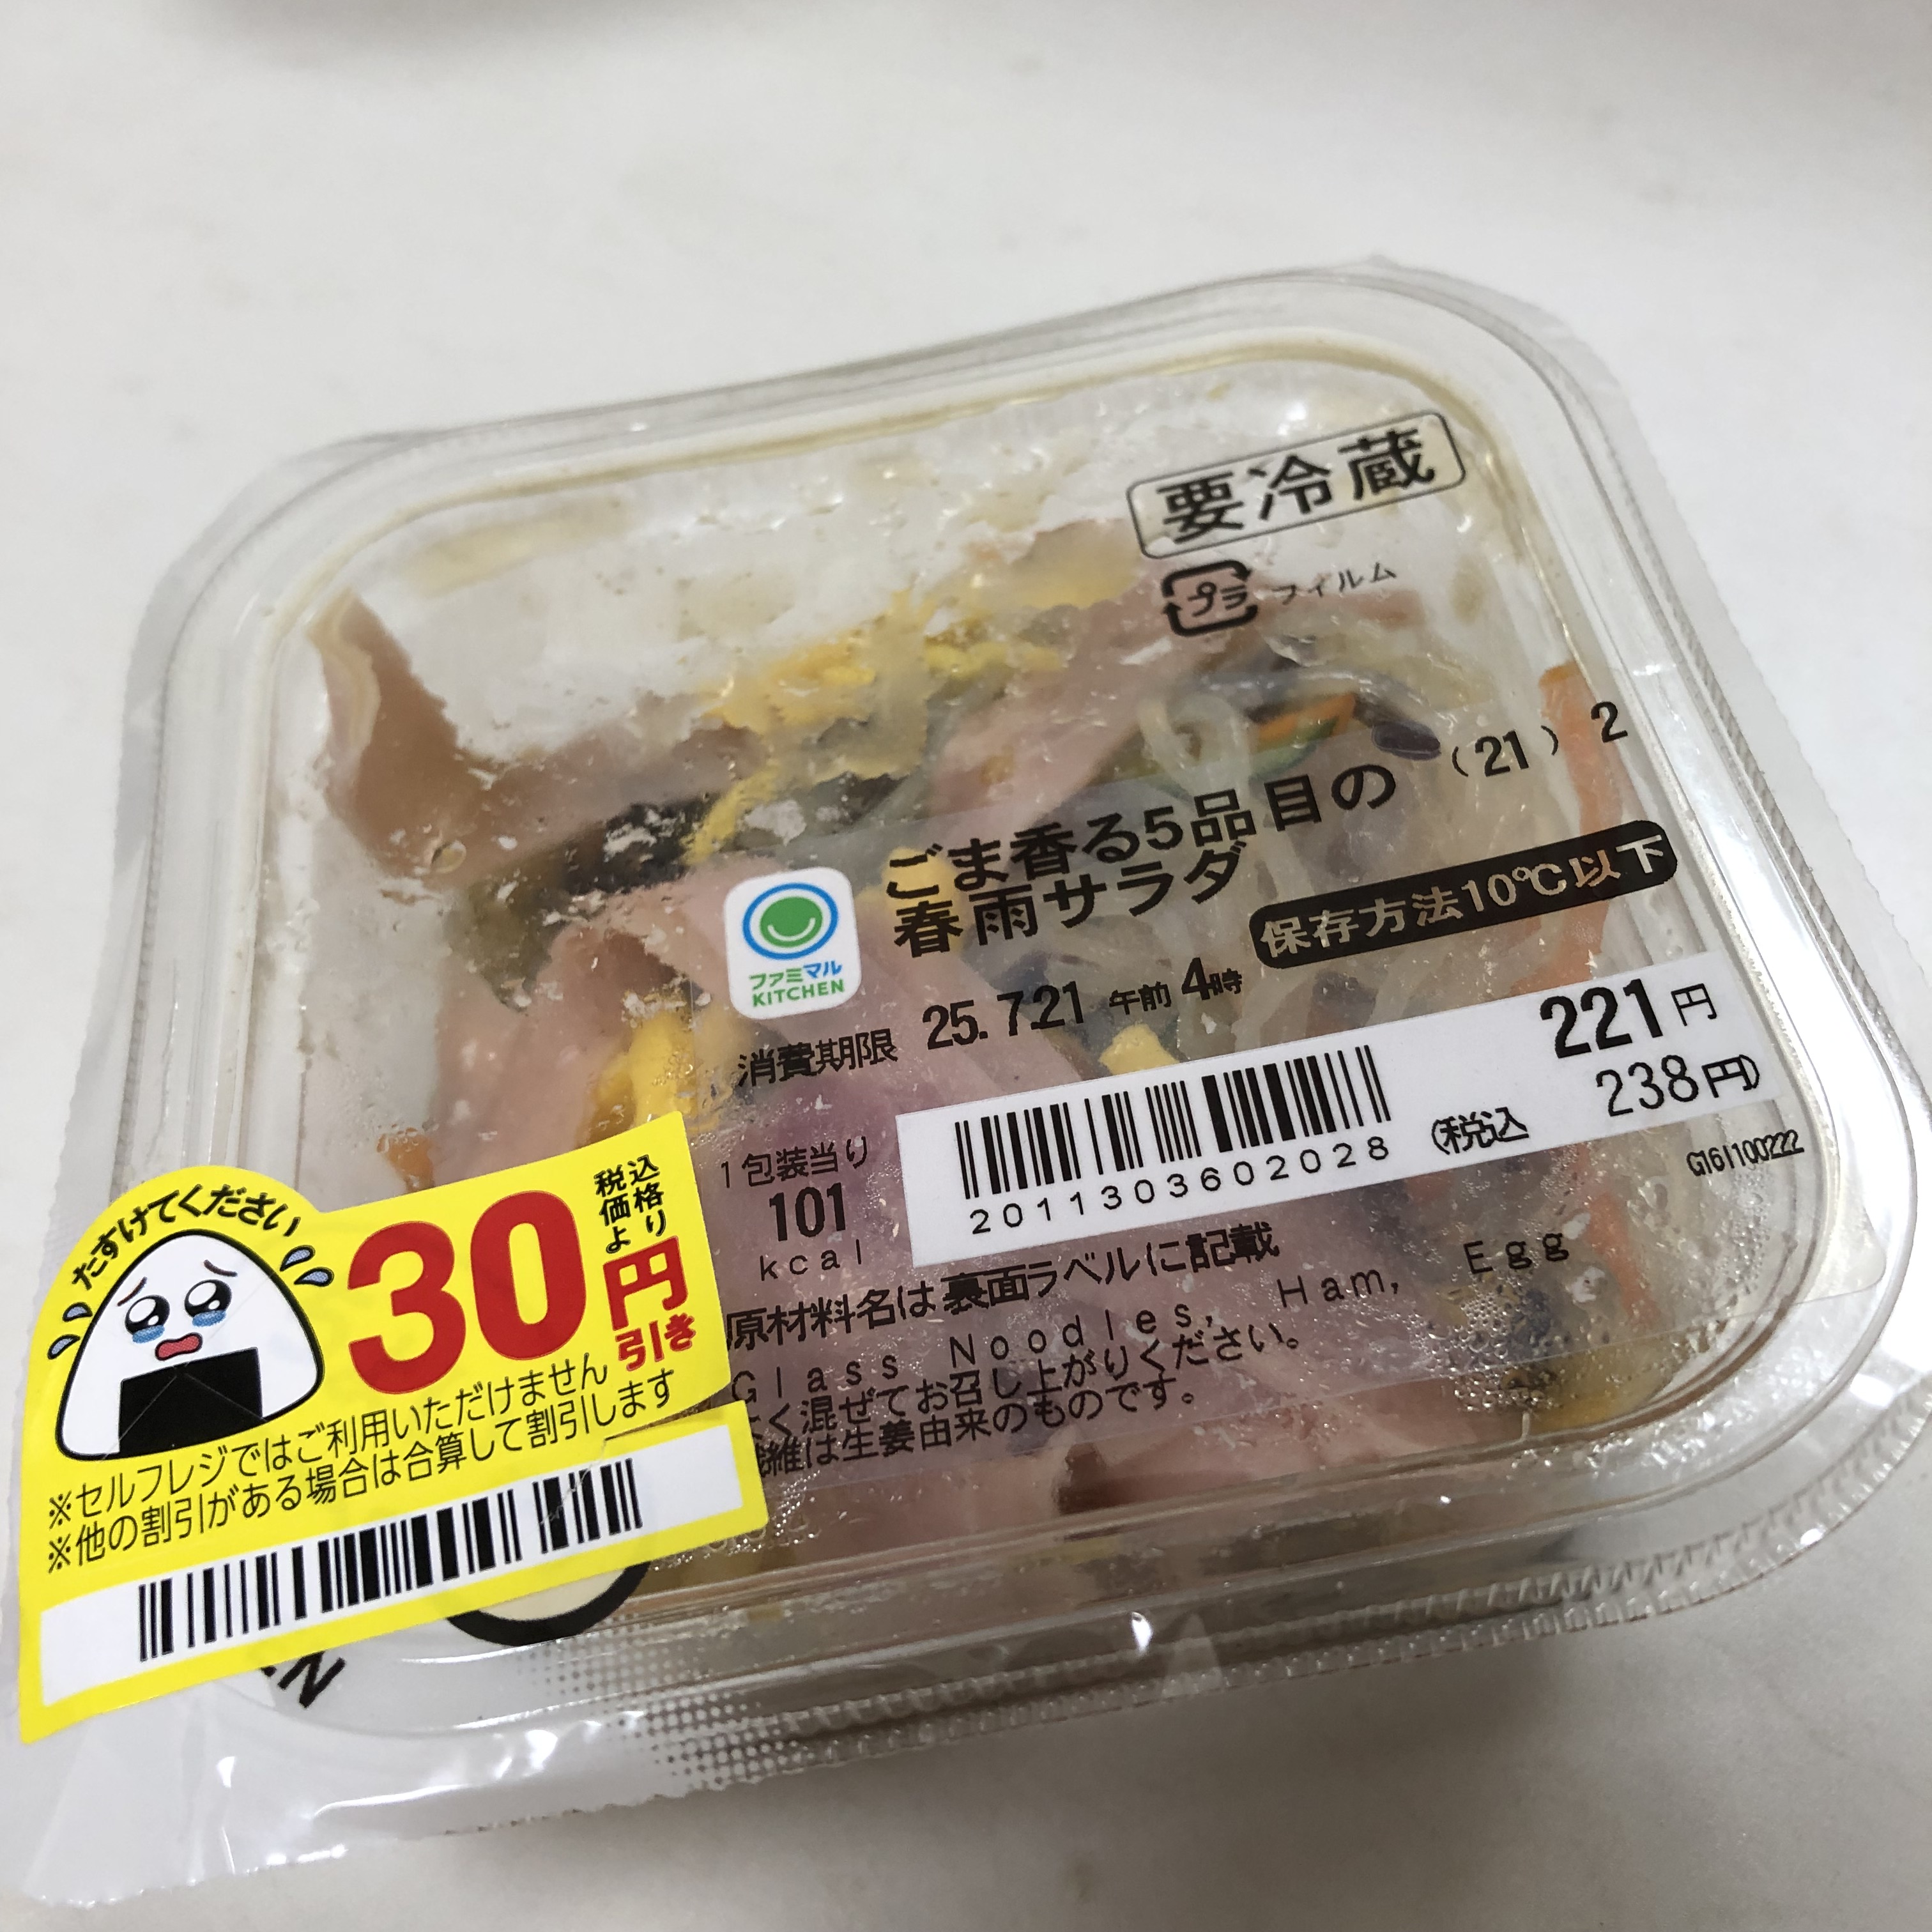 要冷蔵
プラ フィルム
ごま香る5品目の (21) 2
春雨サラダ
保存方法10℃以下
ファミマル
KITCHEN
消費期限 25.7.21 午前 4時
221円
(税込 238円)
2011303602028
G161100222
1包装当り
101
kcal
原材料名は裏面ラベルに記載
Glass Noodles, Ham, Egg
く混ぜてお召し上がりください。
維は生姜由来のものです。
たすけてください
税込価格より
30円引き
※セルフレジではご利用いただけません
※他の割引がある場合は合算して割引します